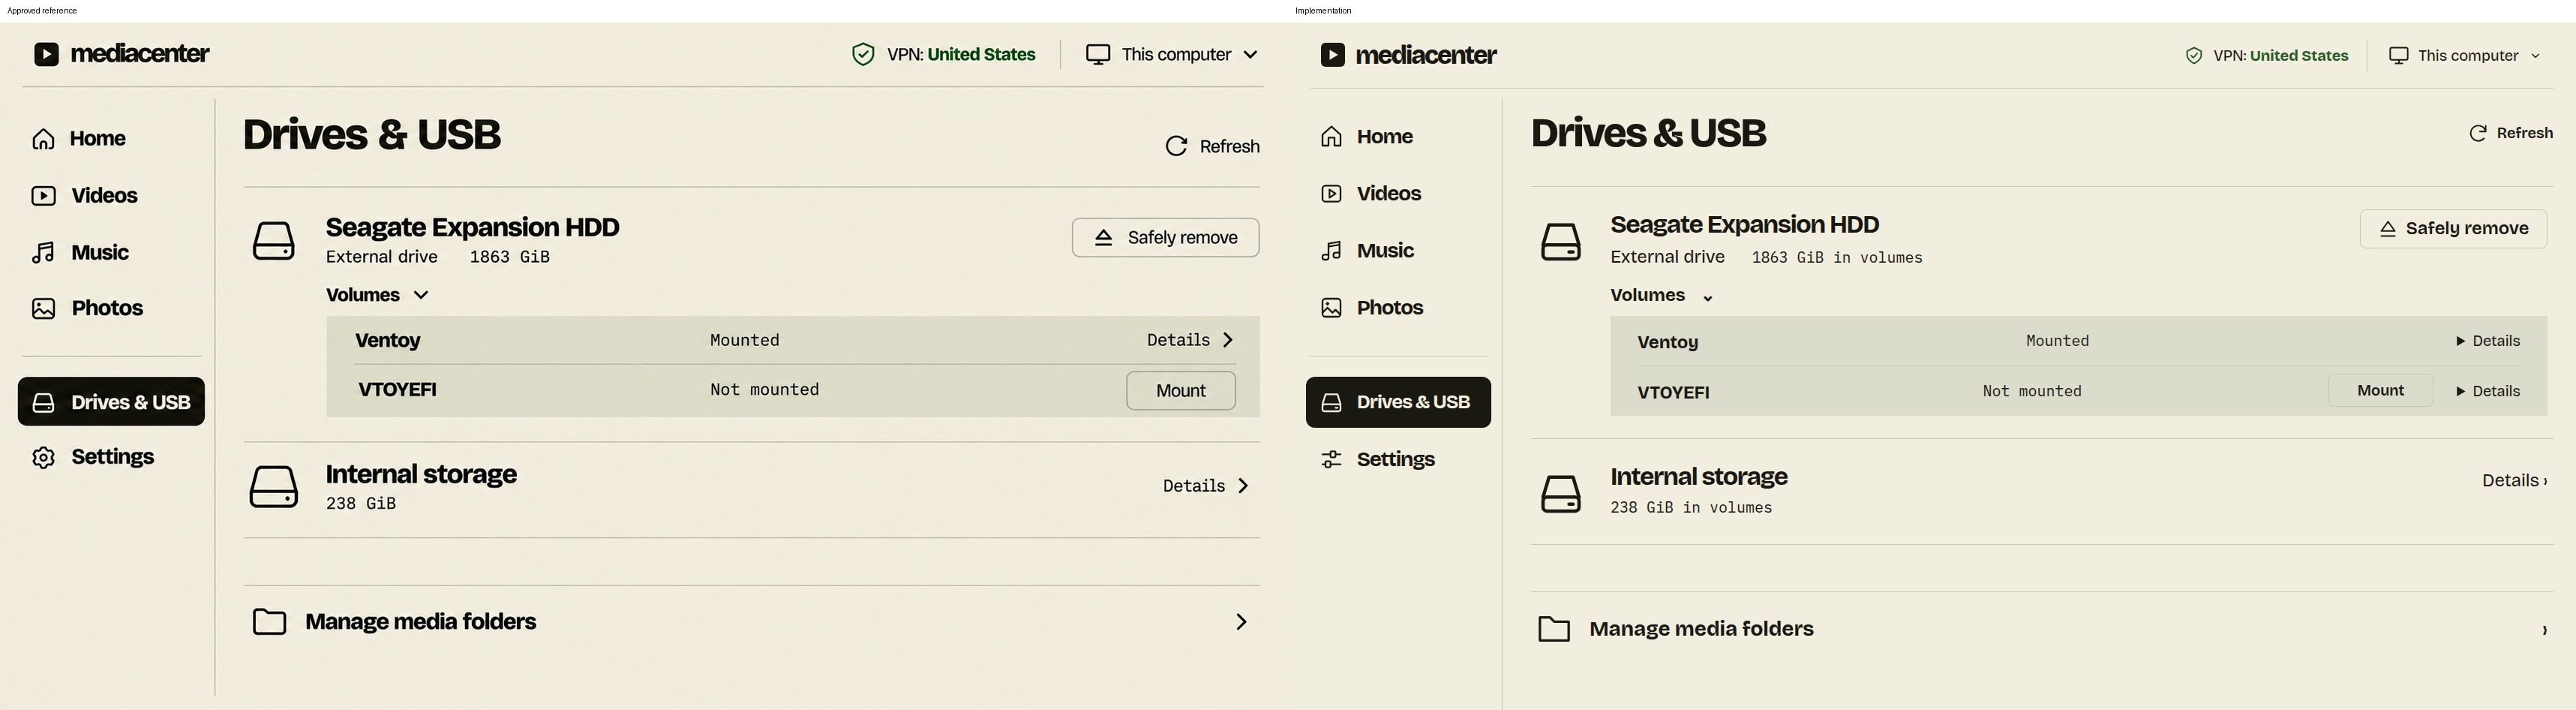 Approved reference
mediacenter
VPN: United States
This computer
Home
Videos
Music
Photos
Drives & USB
Settings
Drives & USB
Refresh
Seagate Expansion HDD
External drive 1863 GiB
Safely remove
Volumes
Ventoy Mounted Details
VTOYEFI Not mounted Mount
Internal storage
238 GiB
Details
Manage media folders
Implementation
mediacenter
VPN: United States
This computer
Home
Videos
Music
Photos
Drives & USB
Settings
Drives & USB
Refresh
Seagate Expansion HDD
External drive 1863 GiB in volumes
Safely remove
Volumes
Ventoy Mounted Details
VTOYEFI Not mounted Mount Details
Internal storage
238 GiB in volumes
Details ›
Manage media folders ›